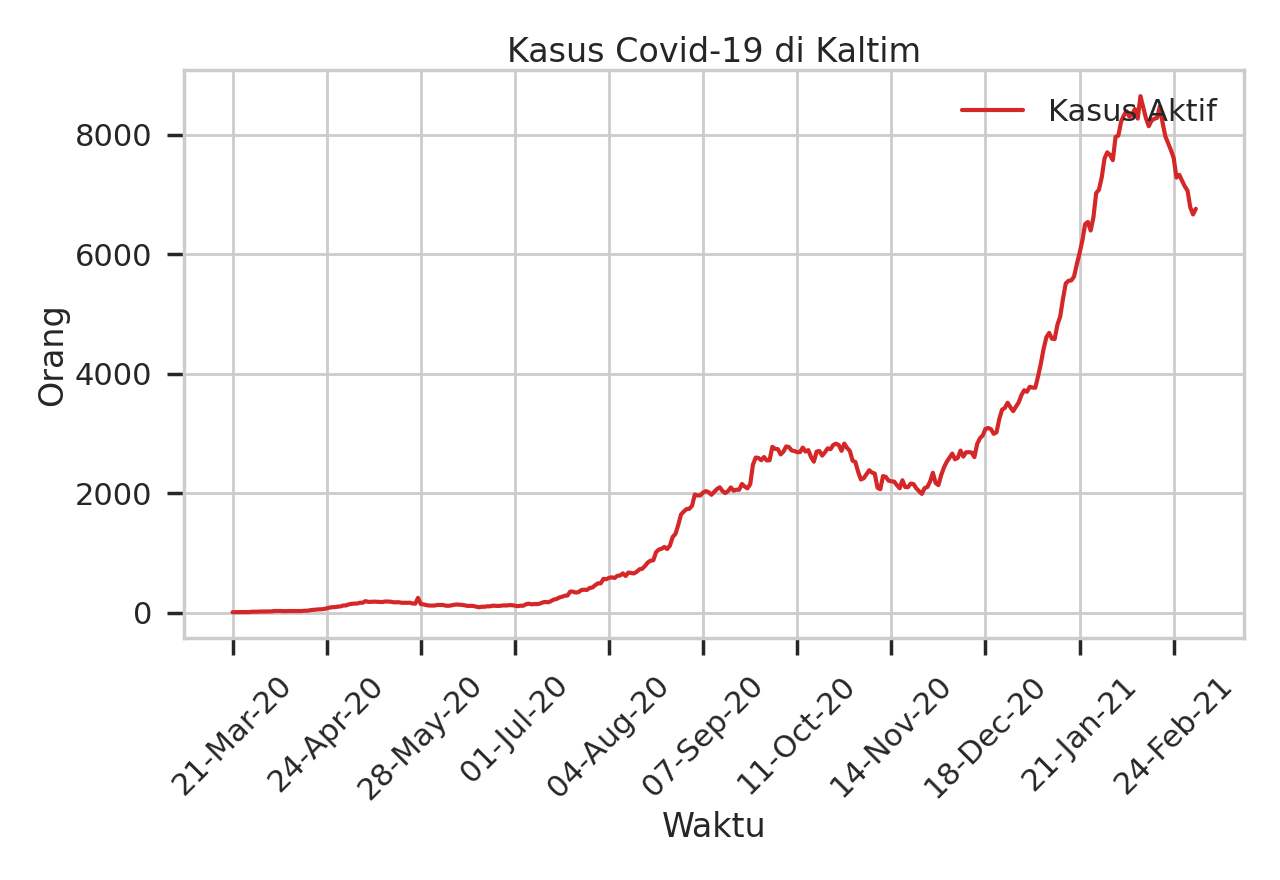 Kasus Covid-19 di Kaltim
Kasus Aktif
8000
6000
4000
2000
0
Orang
21-Mar-20
24-Apr-20
28-May-20
01-Jul-20
04-Aug-20
07-Sep-20
11-Oct-20
14-Nov-20
18-Dec-20
21-Jan-21
24-Feb-21
Waktu